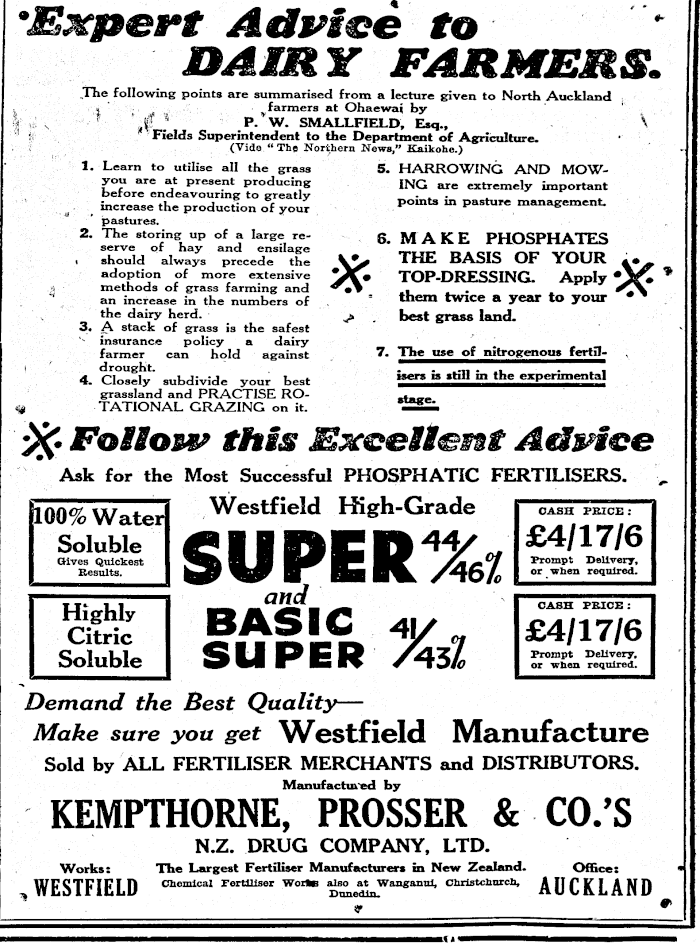 Expert Advice to
DAIRY FARMERS.
The following points are summarised from a lecture given to North Auckland
farmers at Ohaewai by
P. W. SMALLFIELD, Esq.,
Fields Superintendent to the Department of Agriculture.
(Vide "The Northern News," Kaikohe.)
1. Learn to utilise all the grass
you are at present producing
before endeavouring to greatly
increase the production of your
pastures.
2. The storing up of a large re-
serve of hay and ensilage
should always precede the
adoption of more extensive
methods of grass farming and
an increase in the numbers of
the dairy herd.
3. A stack of grass is the safest
insurance policy a dairy
farmer can hold against
drought.
4. Closely subdivide your best
grassland and PRACTISE RO-
TATIONAL GRAZING on it.
5. HARROWING AND MOW-
ING are extremely important
points in pasture management.
6. MAKE PHOSPHATES
THE BASIS OF YOUR
TOP-DRESSING. Apply
them twice a year to your
best grass land.
7. The use of nitrogenous fertil-
isers is still in the experimental
stage.
Follow this Excellent Advice
Ask for the Most Successful PHOSPHATIC FERTILISERS.
100% Water
Soluble
Gives Quickest
Results.
Westfield High-Grade
SUPER 44/46%
CASH PRICE:
£4/17/6
Prompt Delivery,
or when required.
and
Highly
Citric
Soluble
BASIC
SUPER 41/43%
CASH PRICE:
£4/17/6
Prompt Delivery,
or when required.
Demand the Best Quality—
Make sure you get Westfield Manufacture
Sold by ALL FERTILISER MERCHANTS and DISTRIBUTORS.
Manufactured by
KEMPTHORNE, PROSSER & CO.'S
N.Z. DRUG COMPANY, LTD.
Works:
WESTFIELD
The Largest Fertiliser Manufacturers in New Zealand.
Chemical Fertiliser Works also at Wanganui, Christchurch,
Dunedin.
Office:
AUCKLAND